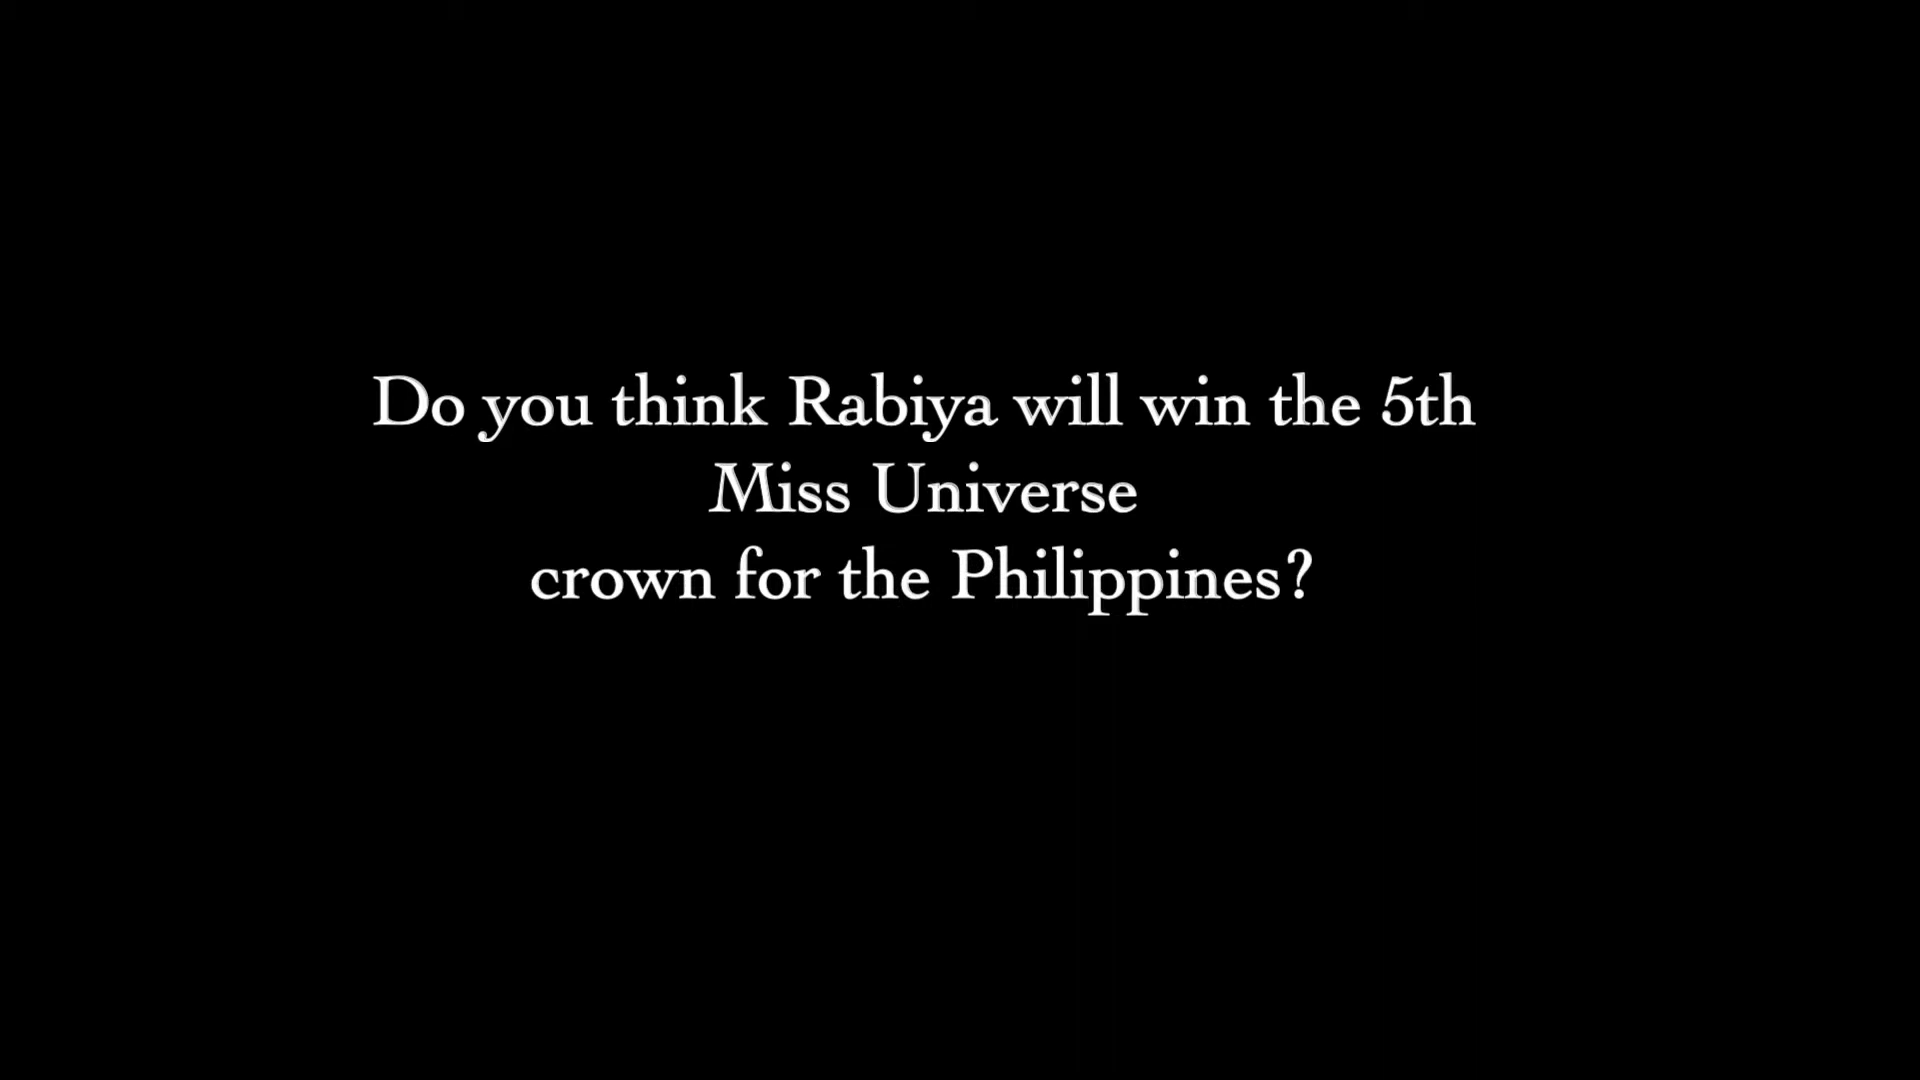 Do you think Rabiya will win the 5th
Miss Universe
crown for the Philippines?